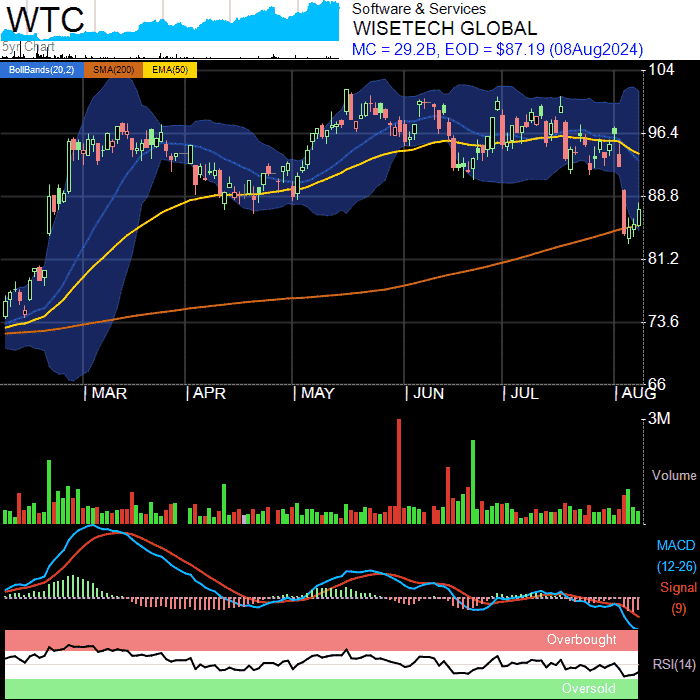 WTC
5yr Chart
Software & Services
WISETECH GLOBAL
MC = 29.2B, EOD = $87.19 (08Aug2024)
BollBands(20,2) SMA(200) EMA(50)
104
96.4
88.8
81.2
73.6
66
| MAR | APR | MAY | JUN | JUL | AUG
3M
Volume
MACD
(12-26)
Signal
(9)
Overbought
RSI(14)
Oversold